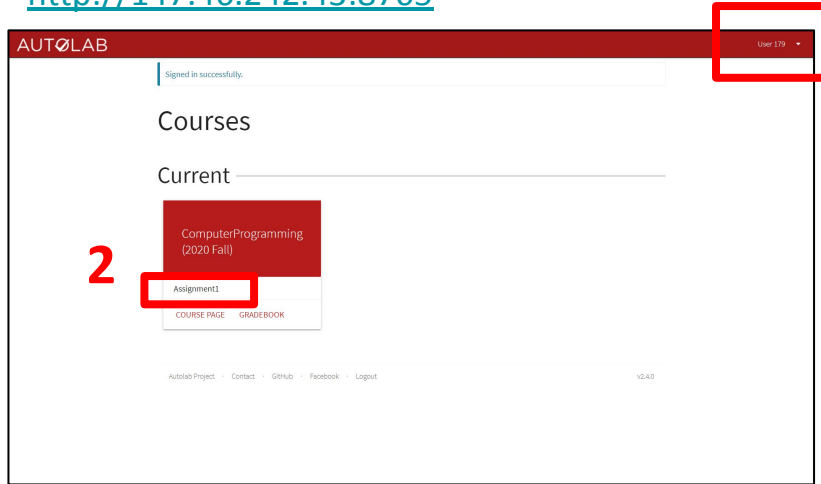 AUTOLAB
User 179
Signed in successfully.
Courses
Current
ComputerProgramming
(2020 Fall)
2
Assignment1
COURSE PAGE GRADEBOOK
Autolab Project · Contact · GitHub · Facebook · Logout
v2.4.0